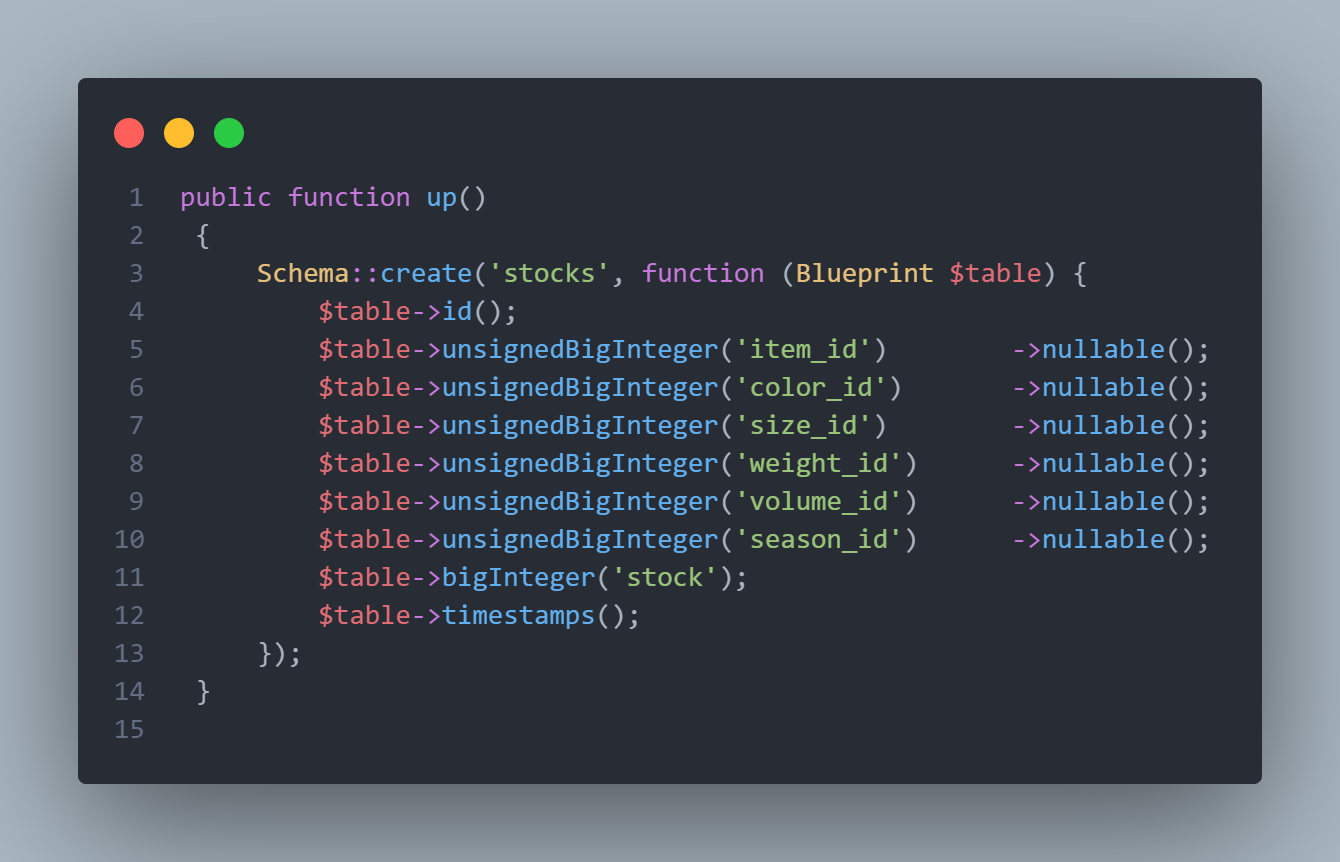 1 public function up()
2  {
3      Schema::create('stocks', function (Blueprint $table) {
4          $table->id();
5          $table->unsignedBigInteger('item_id')        ->nullable();
6          $table->unsignedBigInteger('color_id')       ->nullable();
7          $table->unsignedBigInteger('size_id')        ->nullable();
8          $table->unsignedBigInteger('weight_id')      ->nullable();
9          $table->unsignedBigInteger('volume_id')      ->nullable();
10          $table->unsignedBigInteger('season_id')      ->nullable();
11          $table->bigInteger('stock');
12          $table->timestamps();
13      });
14  }
15